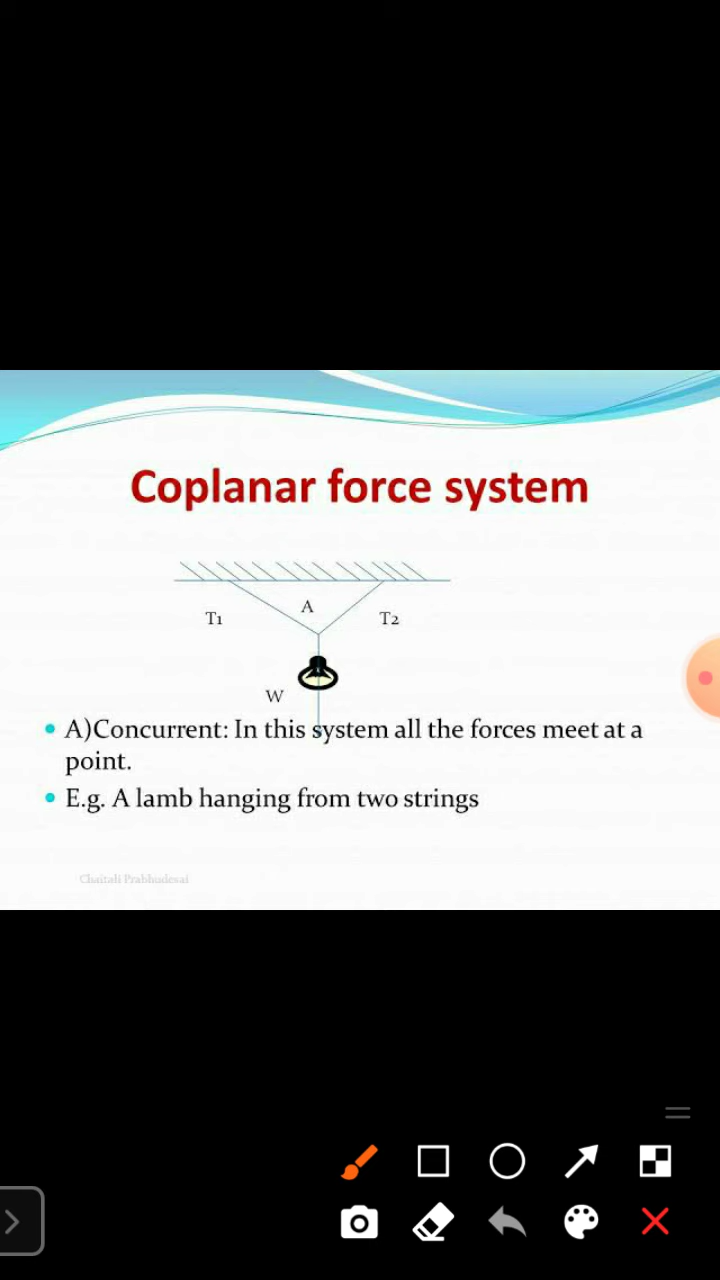 Coplanar force system
A
T1
T2
W
A)Concurrent: In this system all the forces meet at a
point.
E.g. A lamb hanging from two strings
Chaitali Prabhudesai